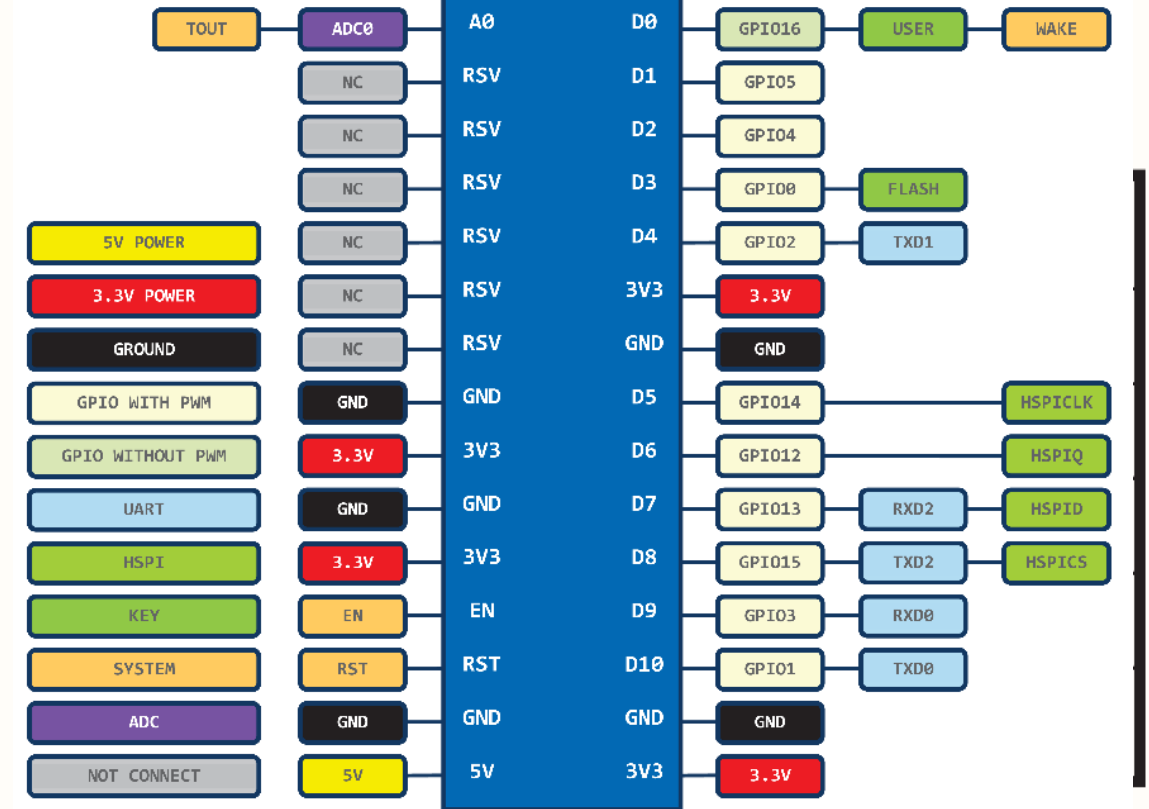 TOUT ADC0 A0 D0 GPIO16 USER WAKE
NC RSV D1 GPIO5
NC RSV D2 GPIO4
NC RSV D3 GPIO0 FLASH
5V POWER NC RSV D4 GPIO2 TXD1
3.3V POWER NC RSV 3V3 3.3V
GROUND NC RSV GND GND
GPIO WITH PWM GND GND D5 GPIO14 HSPICLK
GPIO WITHOUT PWM 3.3V 3V3 D6 GPIO12 HSPIQ
UART GND GND D7 GPIO13 RXD2 HSPID
HSPI 3.3V 3V3 D8 GPIO15 TXD2 HSPICS
KEY EN EN D9 GPIO3 RXD0
SYSTEM RST RST D10 GPIO1 TXD0
ADC GND GND GND GND
NOT CONNECT 5V 5V 3V3 3.3V